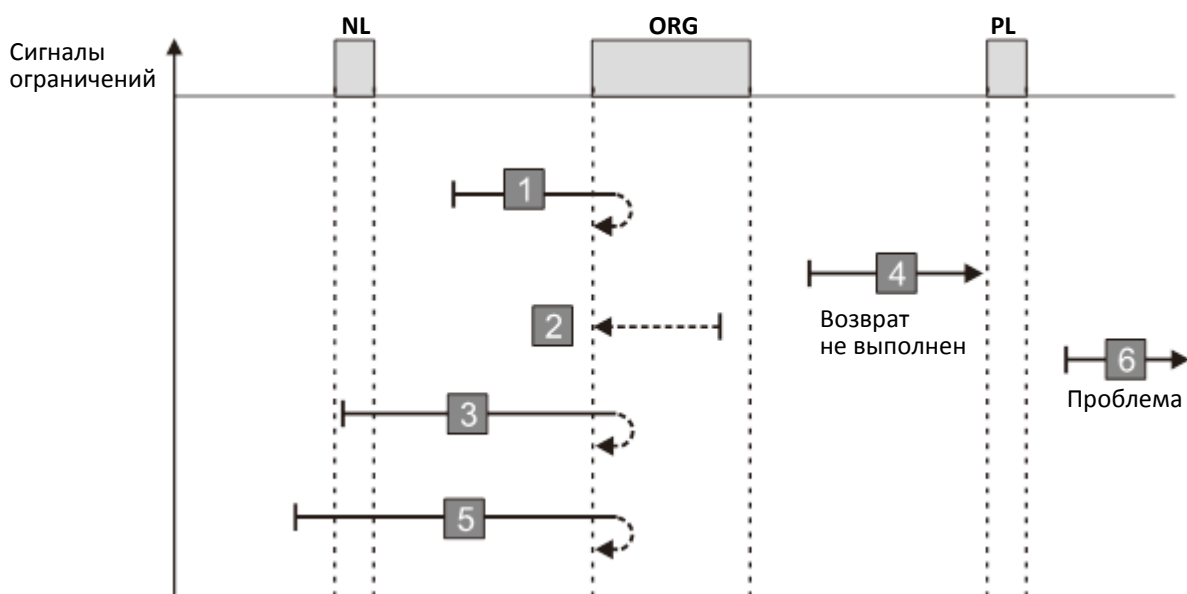 NL
ORG
PL
Сигналы
ограничений
1
4
Возврат
не выполнен
2
6
Проблема
3
5